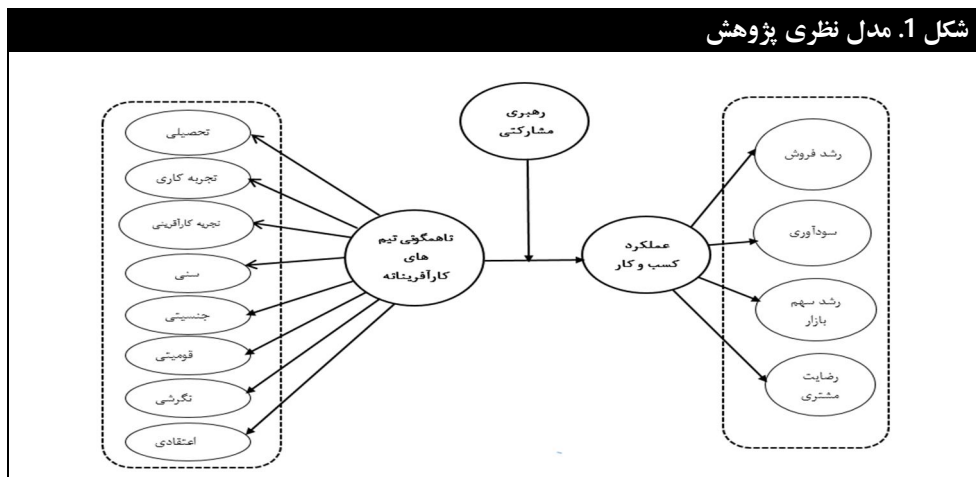 شکل 1. مدل نظری پژوهش
رهبری
مشارکتی
رشد فروش
سودآوری
رشد سهم
بازار
رضایت
مشتری
عملکرد
کسب و کار
ناهمگونی تیم
های
کارآفرینانه
تحصیلی
تجربه کاری
تجربه کارآفرینی
سنی
جنسیتی
قومیتی
نگرشی
اعتقادی